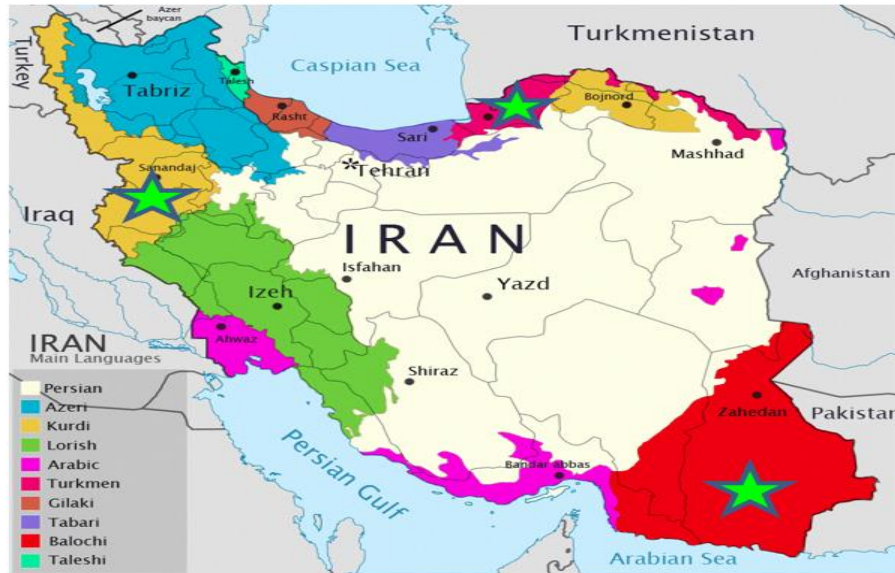 Azer
baycan
Turkmenistan
Turkey
Caspian Sea
Talesh
Tabriz
Rasht
Bojnord
Sari
Mashhad
Sanandaj
*Tehran
Iraq
IRAN
Isfahan
Afghanistan
Izeh
Yazd
Ahwaz
IRAN
Main Languages
Shiraz
Persian
Azeri
Kurdi
Lorish
Arabic
Turkmen
Gilaki
Tabari
Balochi
Taleshi
Zahedan
Pakistan
Persian Gulf
Bandar abbas
Arabian Sea